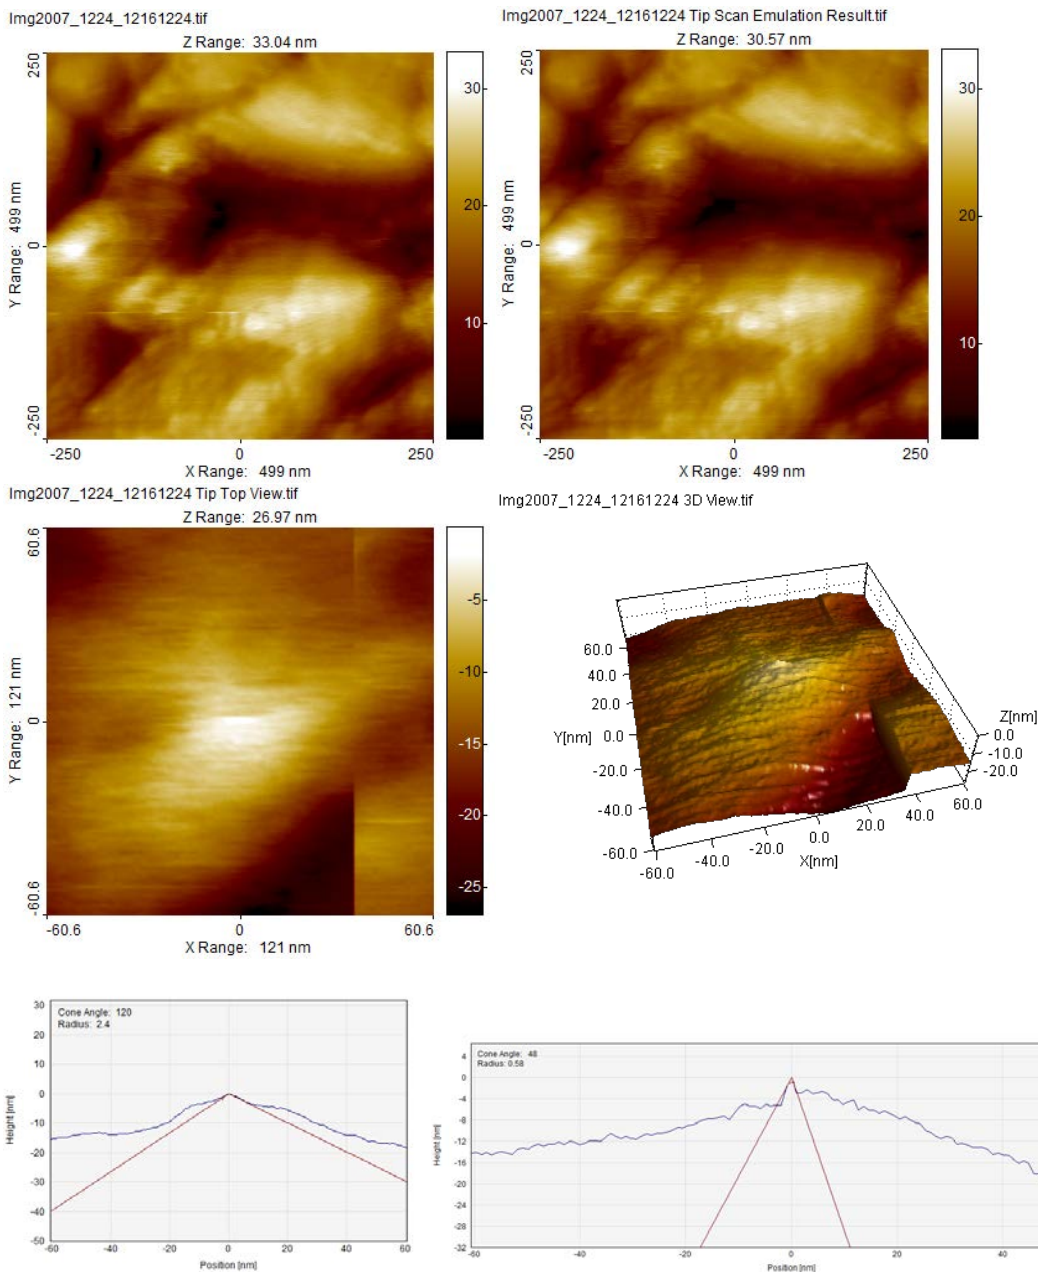 Img2007_1224_12161224.tif
Z Range: 33.04 nm
250
Y Range: 499 nm
0
-250
30
20
10
-250 0 250
X Range: 499 nm
Img2007_1224_12161224 Tip Scan Emulation Result.tif
Z Range: 30.57 nm
250
Y Range: 499 nm
0
-250
30
20
10
-250 0 250
X Range: 499 nm
Img2007_1224_12161224 Tip Top View.tif
Z Range: 26.97 nm
60.6
Y Range: 121 nm
0
-60.6
-5
-10
-15
-20
-25
-60.6 0 60.6
X Range: 121 nm
Img2007_1224_12161224 3D View.tif
60.0
40.0
20.0
Y[nm] 0.0
-20.0
-40.0
-60.0
-60.0 -40.0 -20.0 0.0 20.0 40.0 60.0
X[nm]
Z[nm]
0.0
-10.0
-20.0
Cone Angle: 120
Radius: 2.4
30
20
10
0
-10
-20
-30
-40
-50
Height [nm]
-60 -40 -20 0 20 40 60
Position [nm]
Cone Angle: 48
Radius: 0.58
4
0
-4
-8
-12
-16
-20
-24
-28
-32
Height [nm]
-60 -40 -20 0 20 40
Position [nm]